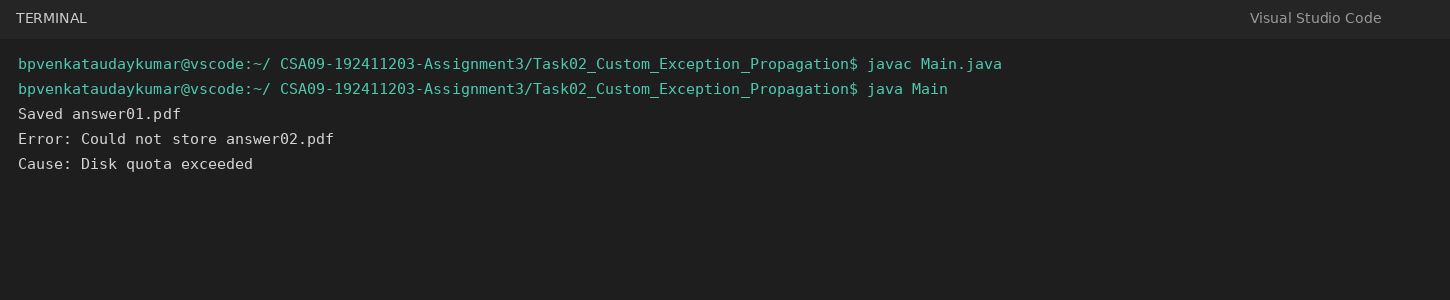 TERMINAL
Visual Studio Code
bpvenkataudaykumar@vscode:~/ CSA09-192411203-Assignment3/Task02_Custom_Exception_Propagation$ javac Main.java
bpvenkataudaykumar@vscode:~/ CSA09-192411203-Assignment3/Task02_Custom_Exception_Propagation$ java Main
Saved answer01.pdf
Error: Could not store answer02.pdf
Cause: Disk quota exceeded